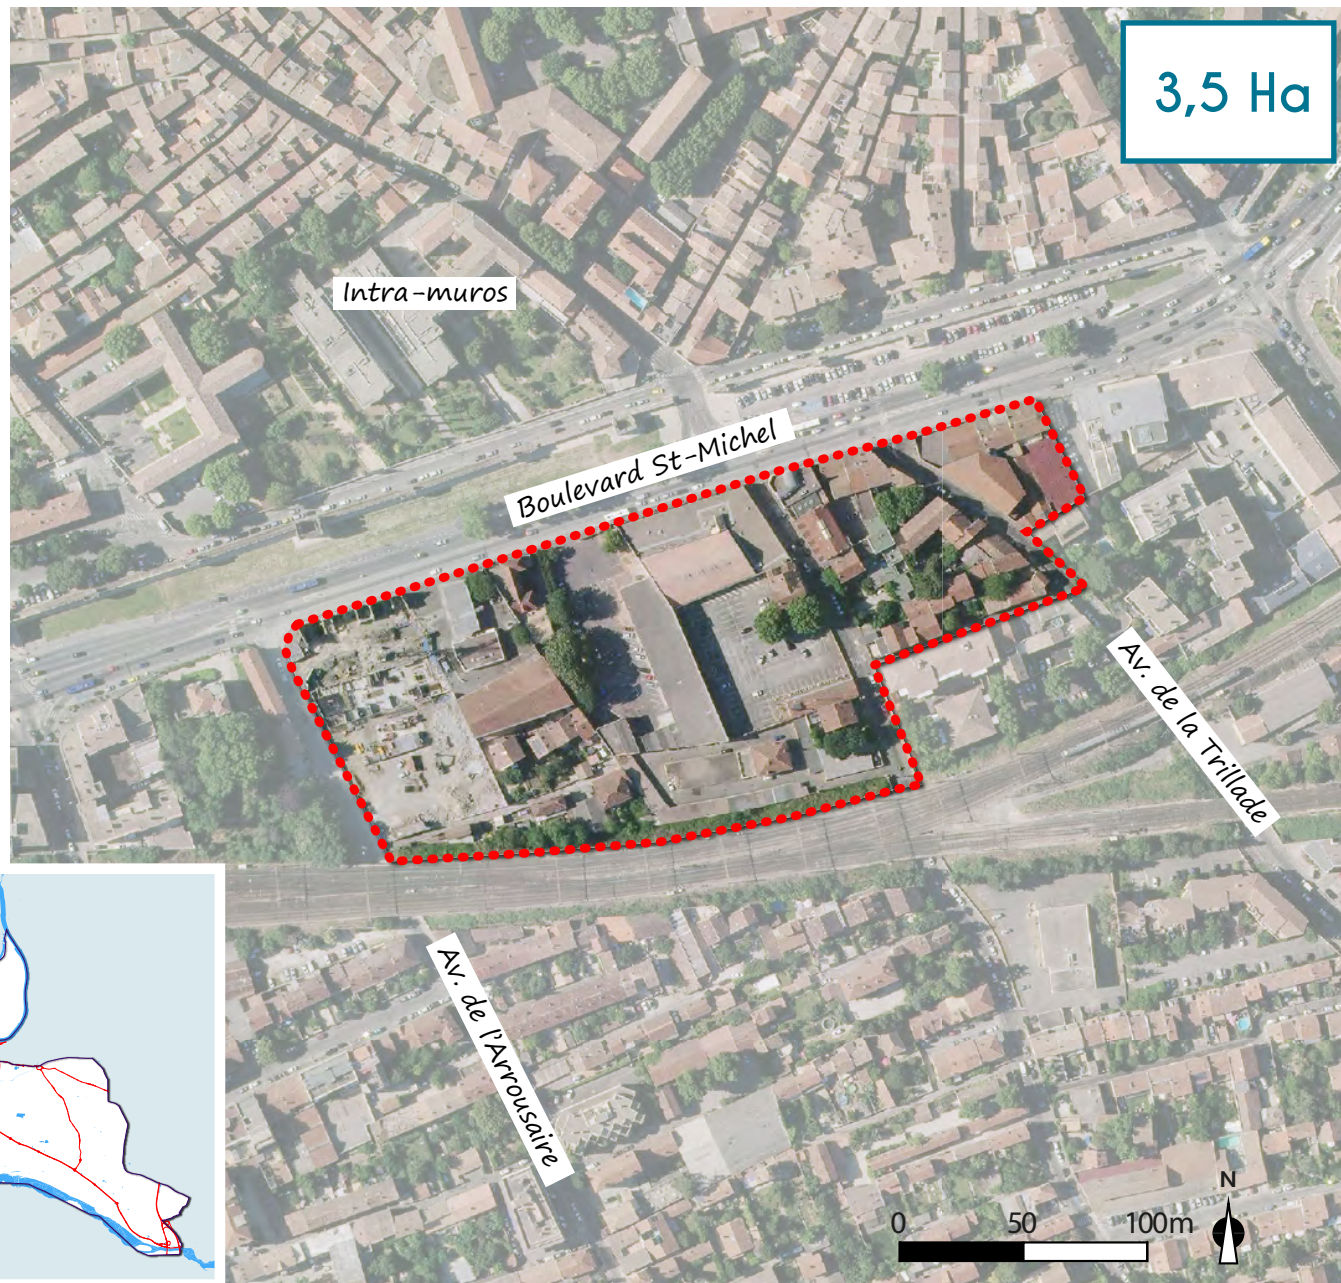 3,5 Ha
Intra-muros
Boulevard St-Michel
Av. de la Trillade
Av. de l'Arrousaire
N
0 50 100m